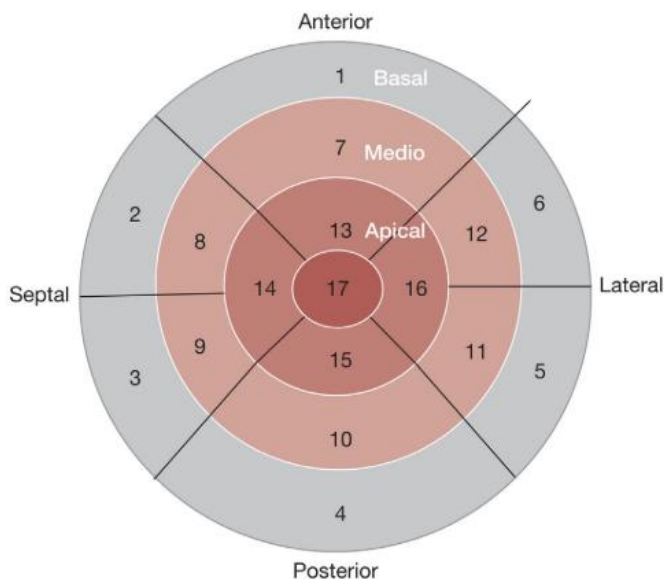 Anterior
1 Basal
7 Medio
2
6
8
12
13 Apical
Septal
14
17
16
Lateral
9
11
3
5
15
10
4
Posterior